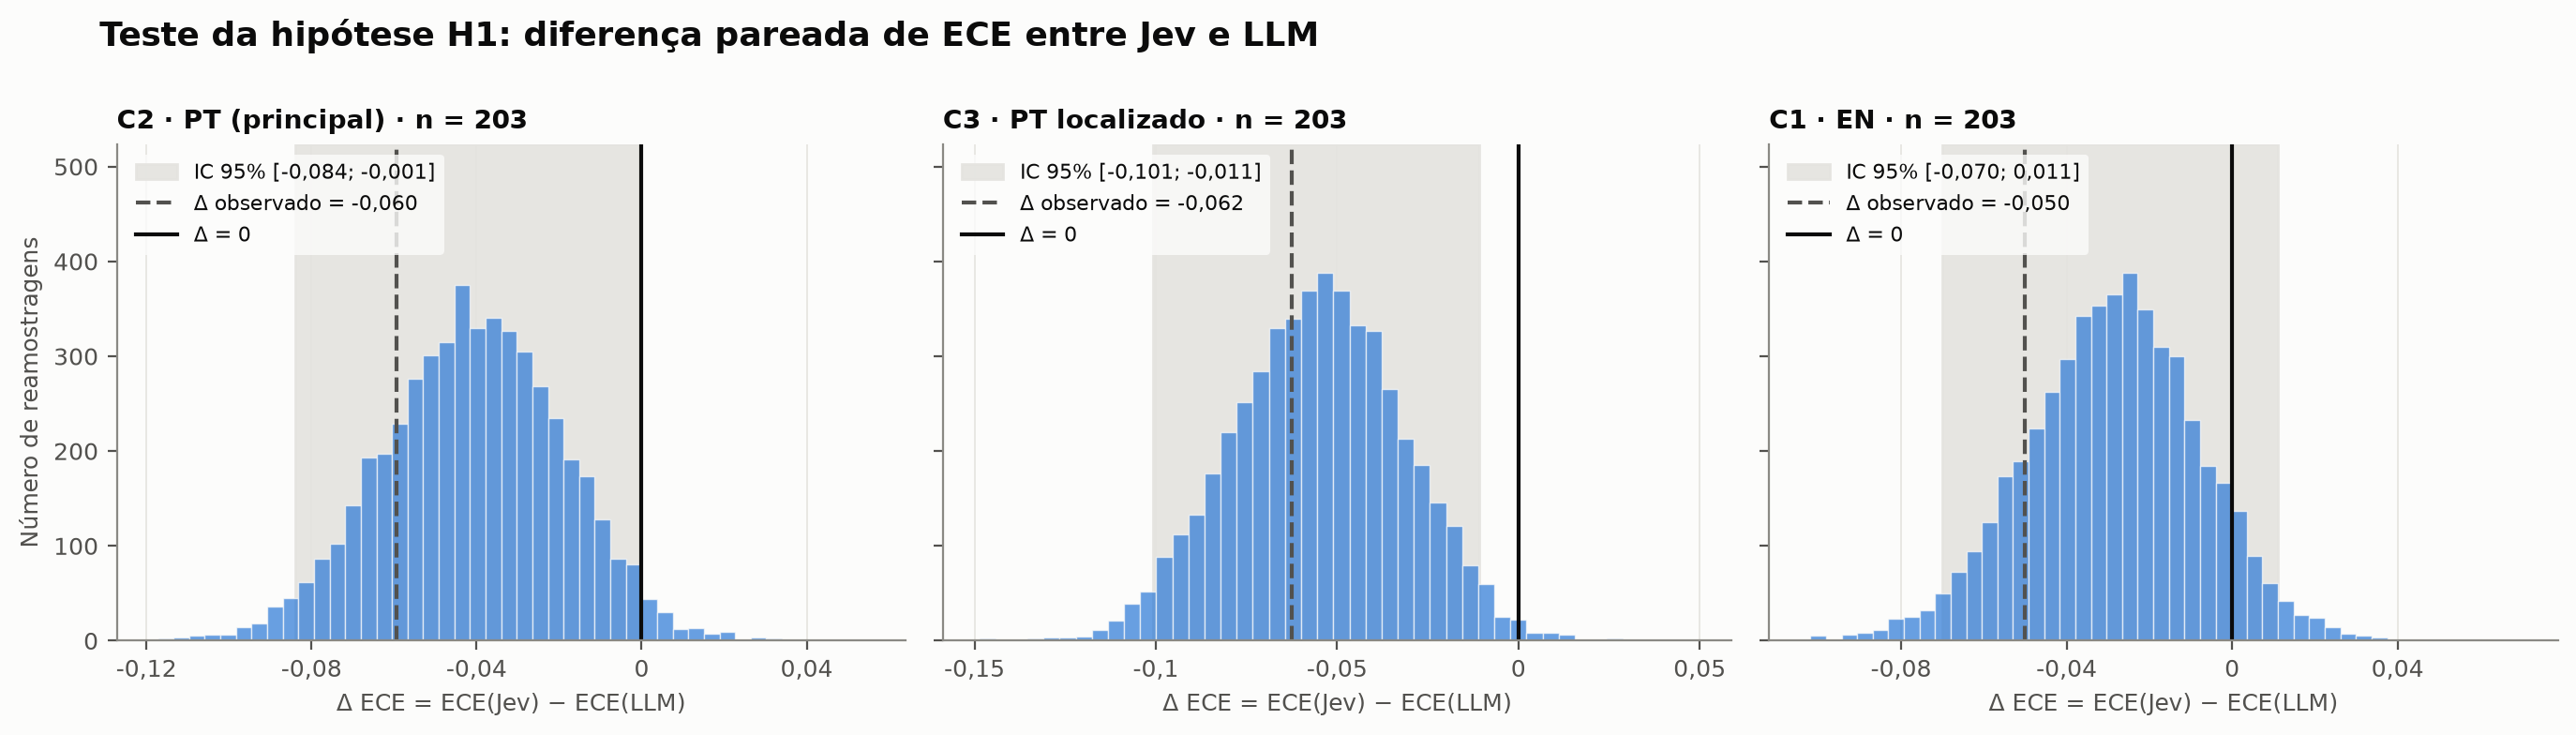 Teste da hipótese H1: diferença pareada de ECE entre Jev e LLM
C2 · PT (principal) · n = 203
IC 95% [-0,084; -0,001]
Δ observado = -0,060
Δ = 0
Número de reamostragens
500
400
300
200
100
0
-0,12
-0,08
-0,04
0
0,04
Δ ECE = ECE(Jev) − ECE(LLM)
C3 · PT localizado · n = 203
IC 95% [-0,101; -0,011]
Δ observado = -0,062
Δ = 0
-0,15
-0,1
-0,05
0
0,05
Δ ECE = ECE(Jev) − ECE(LLM)
C1 · EN · n = 203
IC 95% [-0,070; 0,011]
Δ observado = -0,050
Δ = 0
-0,08
-0,04
0
0,04
Δ ECE = ECE(Jev) − ECE(LLM)